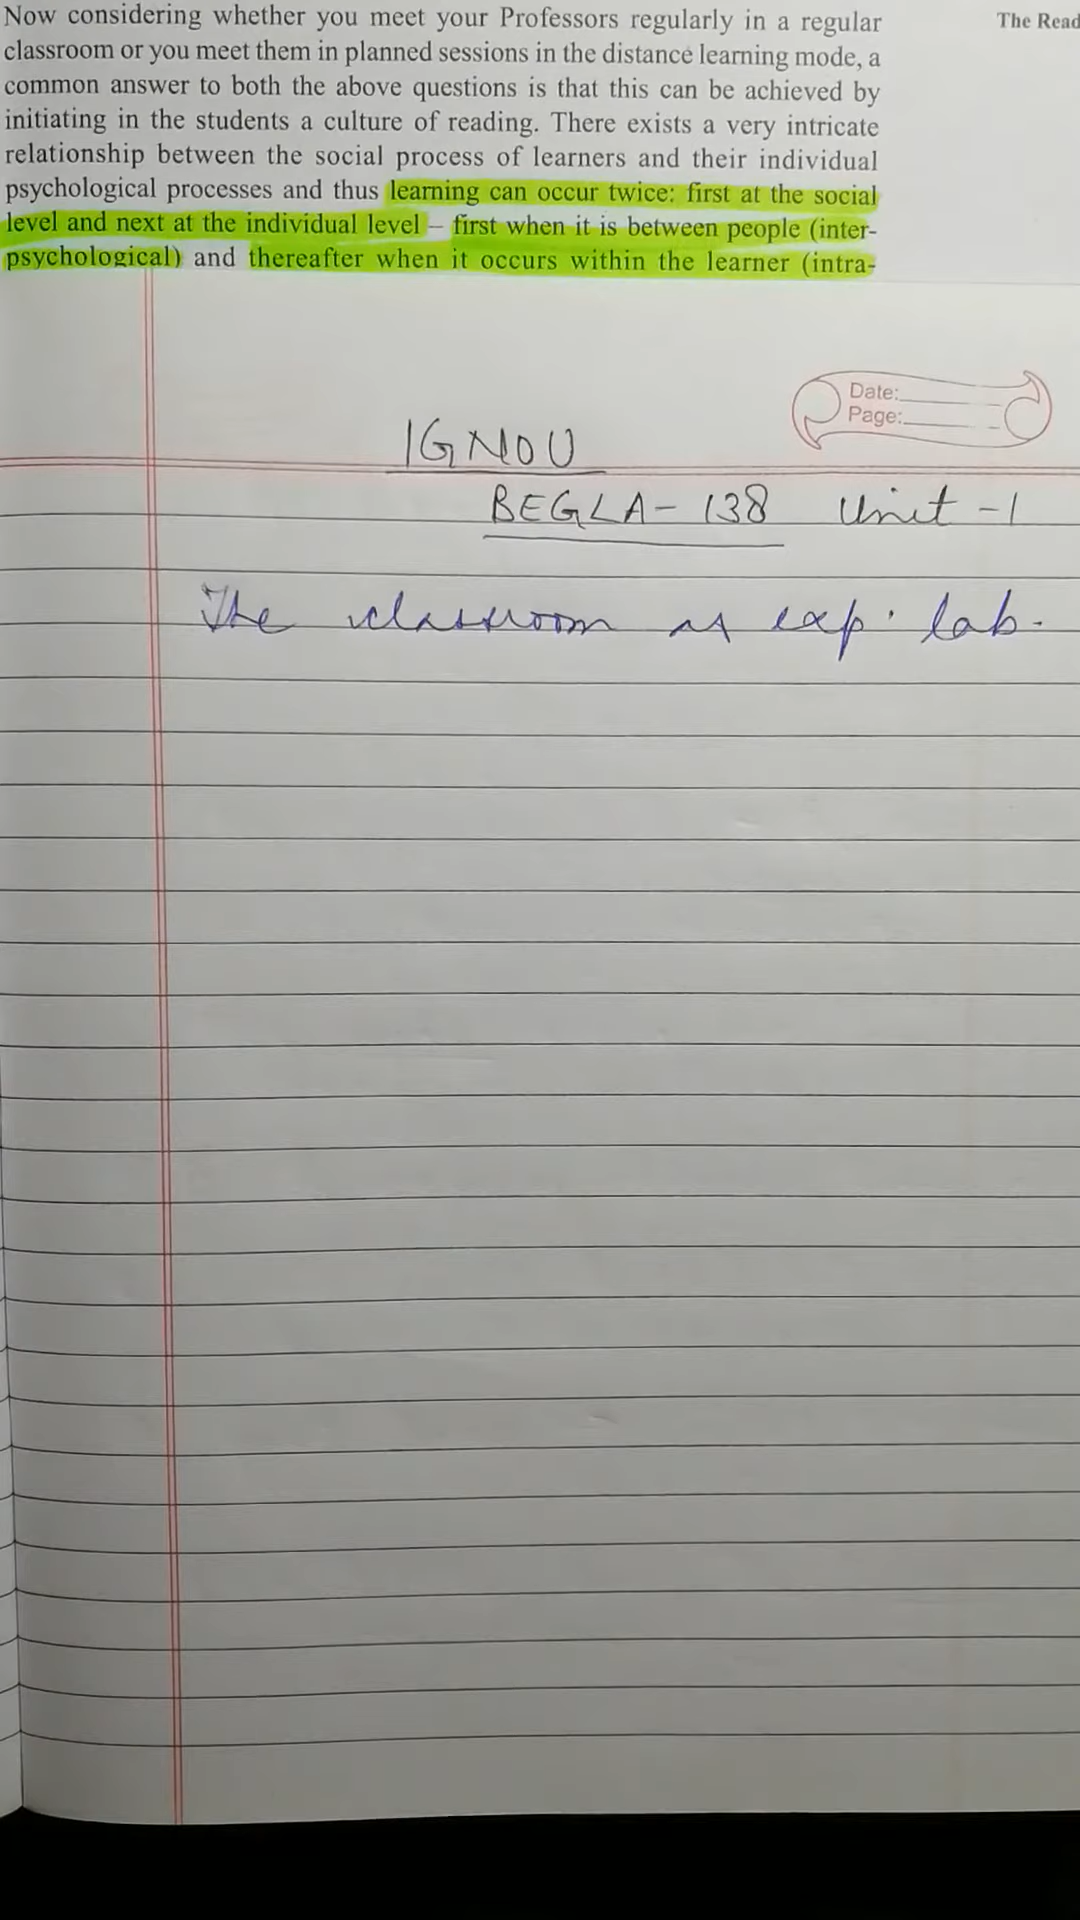 Now considering whether you meet your Professors regularly in a regular
The Read
classroom or you meet them in planned sessions in the distance learning mode, a
common answer to both the above questions is that this can be achieved by
initiating in the students a culture of reading. There exists a very intricate
relationship between the social process of learners and their individual
psychological processes and thus learning can occur twice: first at the social
level and next at the individual level – first when it is between people (inter-
psychological) and thereafter when it occurs within the learner (intra-
Date:
Page:
IGNOU
BEGLA-138 Unit-1
The classroom as exp. lab.